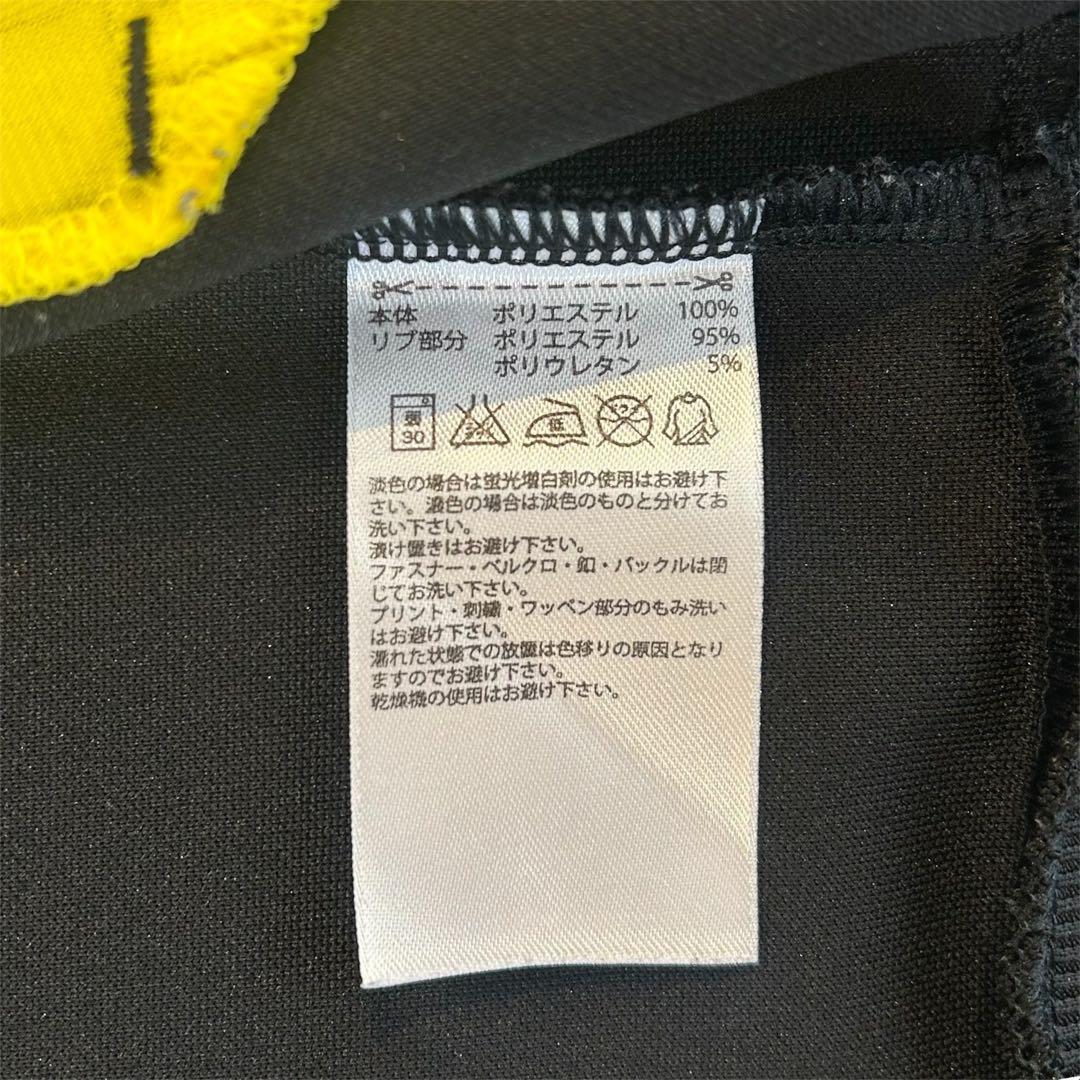 本体 ポリエステル 100%
リブ部分 ポリエステル 95%
ポリウレタン 5%
弱 30 低
淡色の場合は蛍光増白剤の使用はお避け下
さい。濃色の場合は淡色のものと分けてお
洗い下さい。
漬け置きはお避け下さい。
ファスナー・ベルクロ・釦・バックルは閉
じてお洗い下さい。
プリント・刺繍・ワッペン部分のもみ洗い
はお避け下さい。
濡れた状態での放置は色移りの原因となり
ますのでお避け下さい。
乾燥機の使用はお避け下さい。